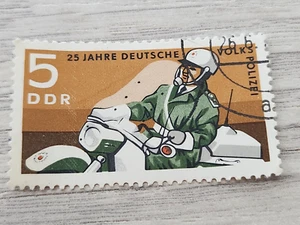 25 JAHRE DEUTSCHE
VOLKSPOLIZEI
5
DDR